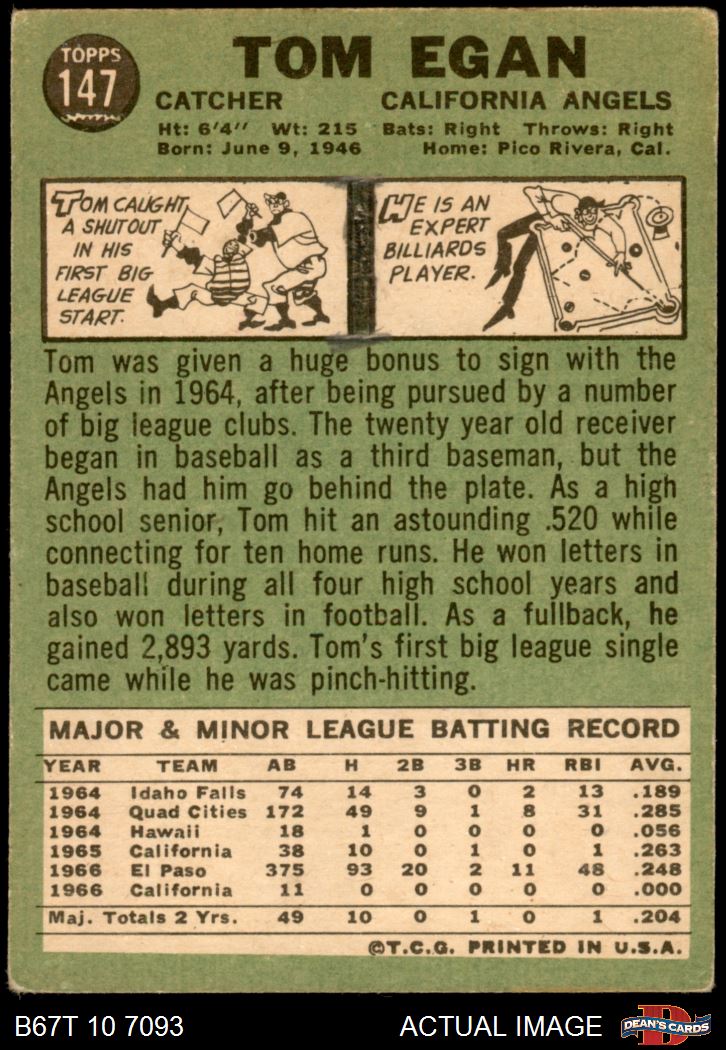 TOPPS
147
TOM EGAN
CATCHER CALIFORNIA ANGELS
Ht: 6'4" Wt: 215 Bats: Right Throws: Right
Born: June 9, 1946 Home: Pico Rivera, Cal.
TOM CAUGHT
A SHUTOUT
IN HIS
FIRST BIG
LEAGUE
START.
HE IS AN
EXPERT
BILLIARDS
PLAYER.
Tom was given a huge bonus to sign with the
Angels in 1964, after being pursued by a number
of big league clubs. The twenty year old receiver
began in baseball as a third baseman, but the
Angels had him go behind the plate. As a high
school senior, Tom hit an astounding .520 while
connecting for ten home runs. He won letters in
baseball during all four high school years and
also won letters in football. As a fullback, he
gained 2,893 yards. Tom's first big league single
came while he was pinch-hitting.
MAJOR & MINOR LEAGUE BATTING RECORD
YEAR TEAM AB H 2B 3B HR RBI AVG.
1964 Idaho Falls 74 14 3 0 2 13 .189
1964 Quad Cities 172 49 9 1 8 31 .285
1964 Hawaii 18 1 0 0 0 0 .056
1965 California 38 10 0 1 0 1 .263
1966 El Paso 375 93 20 2 11 48 .248
1966 California 11 0 0 0 0 0 .000
Maj. Totals 2 Yrs. 49 10 0 1 0 1 .204
©T.C.G. PRINTED IN U.S.A.
B67T 10 7093 ACTUAL IMAGE
D
DEAN'S CARDS